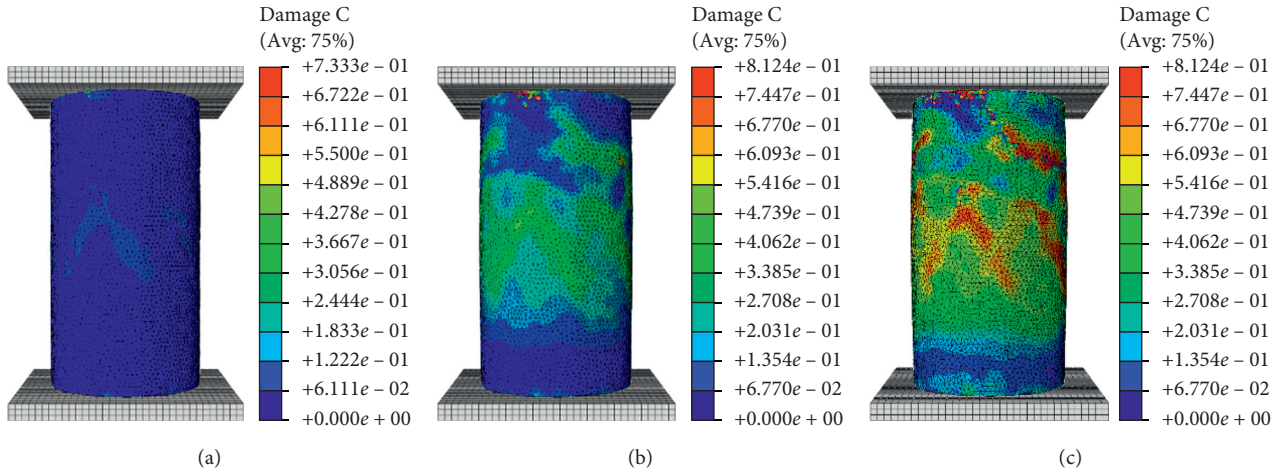 Damage C
(Avg: 75%)
+7.333e – 01
+6.722e – 01
+6.111e – 01
+5.500e – 01
+4.889e – 01
+4.278e – 01
+3.667e – 01
+3.056e – 01
+2.444e – 01
+1.833e – 01
+1.222e – 01
+6.111e – 02
+0.000e + 00
(a)
Damage C
(Avg: 75%)
+8.124e – 01
+7.447e – 01
+6.770e – 01
+6.093e – 01
+5.416e – 01
+4.739e – 01
+4.062e – 01
+3.385e – 01
+2.708e – 01
+2.031e – 01
+1.354e – 01
+6.770e – 02
+0.000e + 00
(b)
Damage C
(Avg: 75%)
+8.124e – 01
+7.447e – 01
+6.770e – 01
+6.093e – 01
+5.416e – 01
+4.739e – 01
+4.062e – 01
+3.385e – 01
+2.708e – 01
+2.031e – 01
+1.354e – 01
+6.770e – 02
+0.000e + 00
(c)